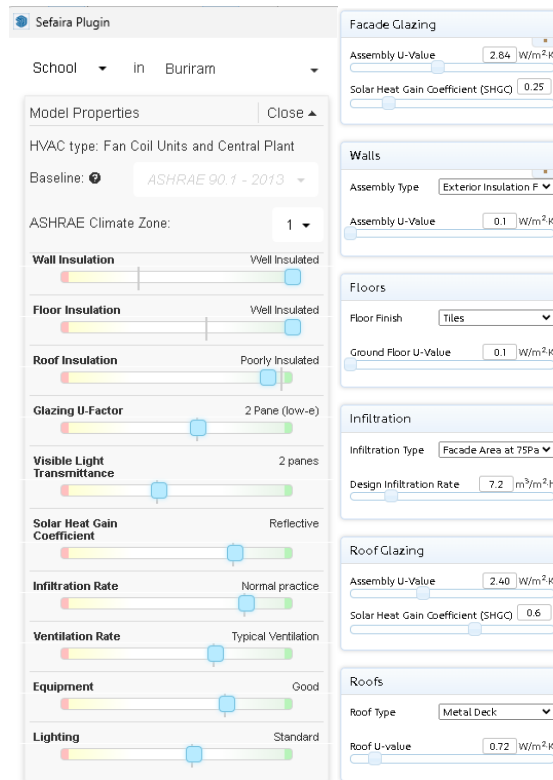 Sefaira Plugin
School in Buriram
Model Properties Close
HVAC type: Fan Coil Units and Central Plant
Baseline: ? ASHRAE 90.1 - 2013
ASHRAE Climate Zone: 1
Wall Insulation Well Insulated
Floor Insulation Well Insulated
Roof Insulation Poorly Insulated
Glazing U-Factor 2 Pane (low-e)
Visible Light
Transmittance 2 panes
Solar Heat Gain
Coefficient Reflective
Infiltration Rate Normal practice
Ventilation Rate Typical Ventilation
Equipment Good
Lighting Standard
Facade Glazing
Assembly U-Value 2.84 W/m²·K
Solar Heat Gain Coefficient (SHGC) 0.25
Walls
Assembly Type Exterior Insulation F
Assembly U-Value 0.1 W/m²·K
Floors
Floor Finish Tiles
Ground Floor U-Value 0.1 W/m²·K
Infiltration
Infiltration Type Facade Area at 75Pa
Design Infiltration Rate 7.2 m³/m²·h
Roof Glazing
Assembly U-Value 2.40 W/m²·K
Solar Heat Gain Coefficient (SHGC) 0.6
Roofs
Roof Type Metal Deck
Roof U-value 0.72 W/m²·K